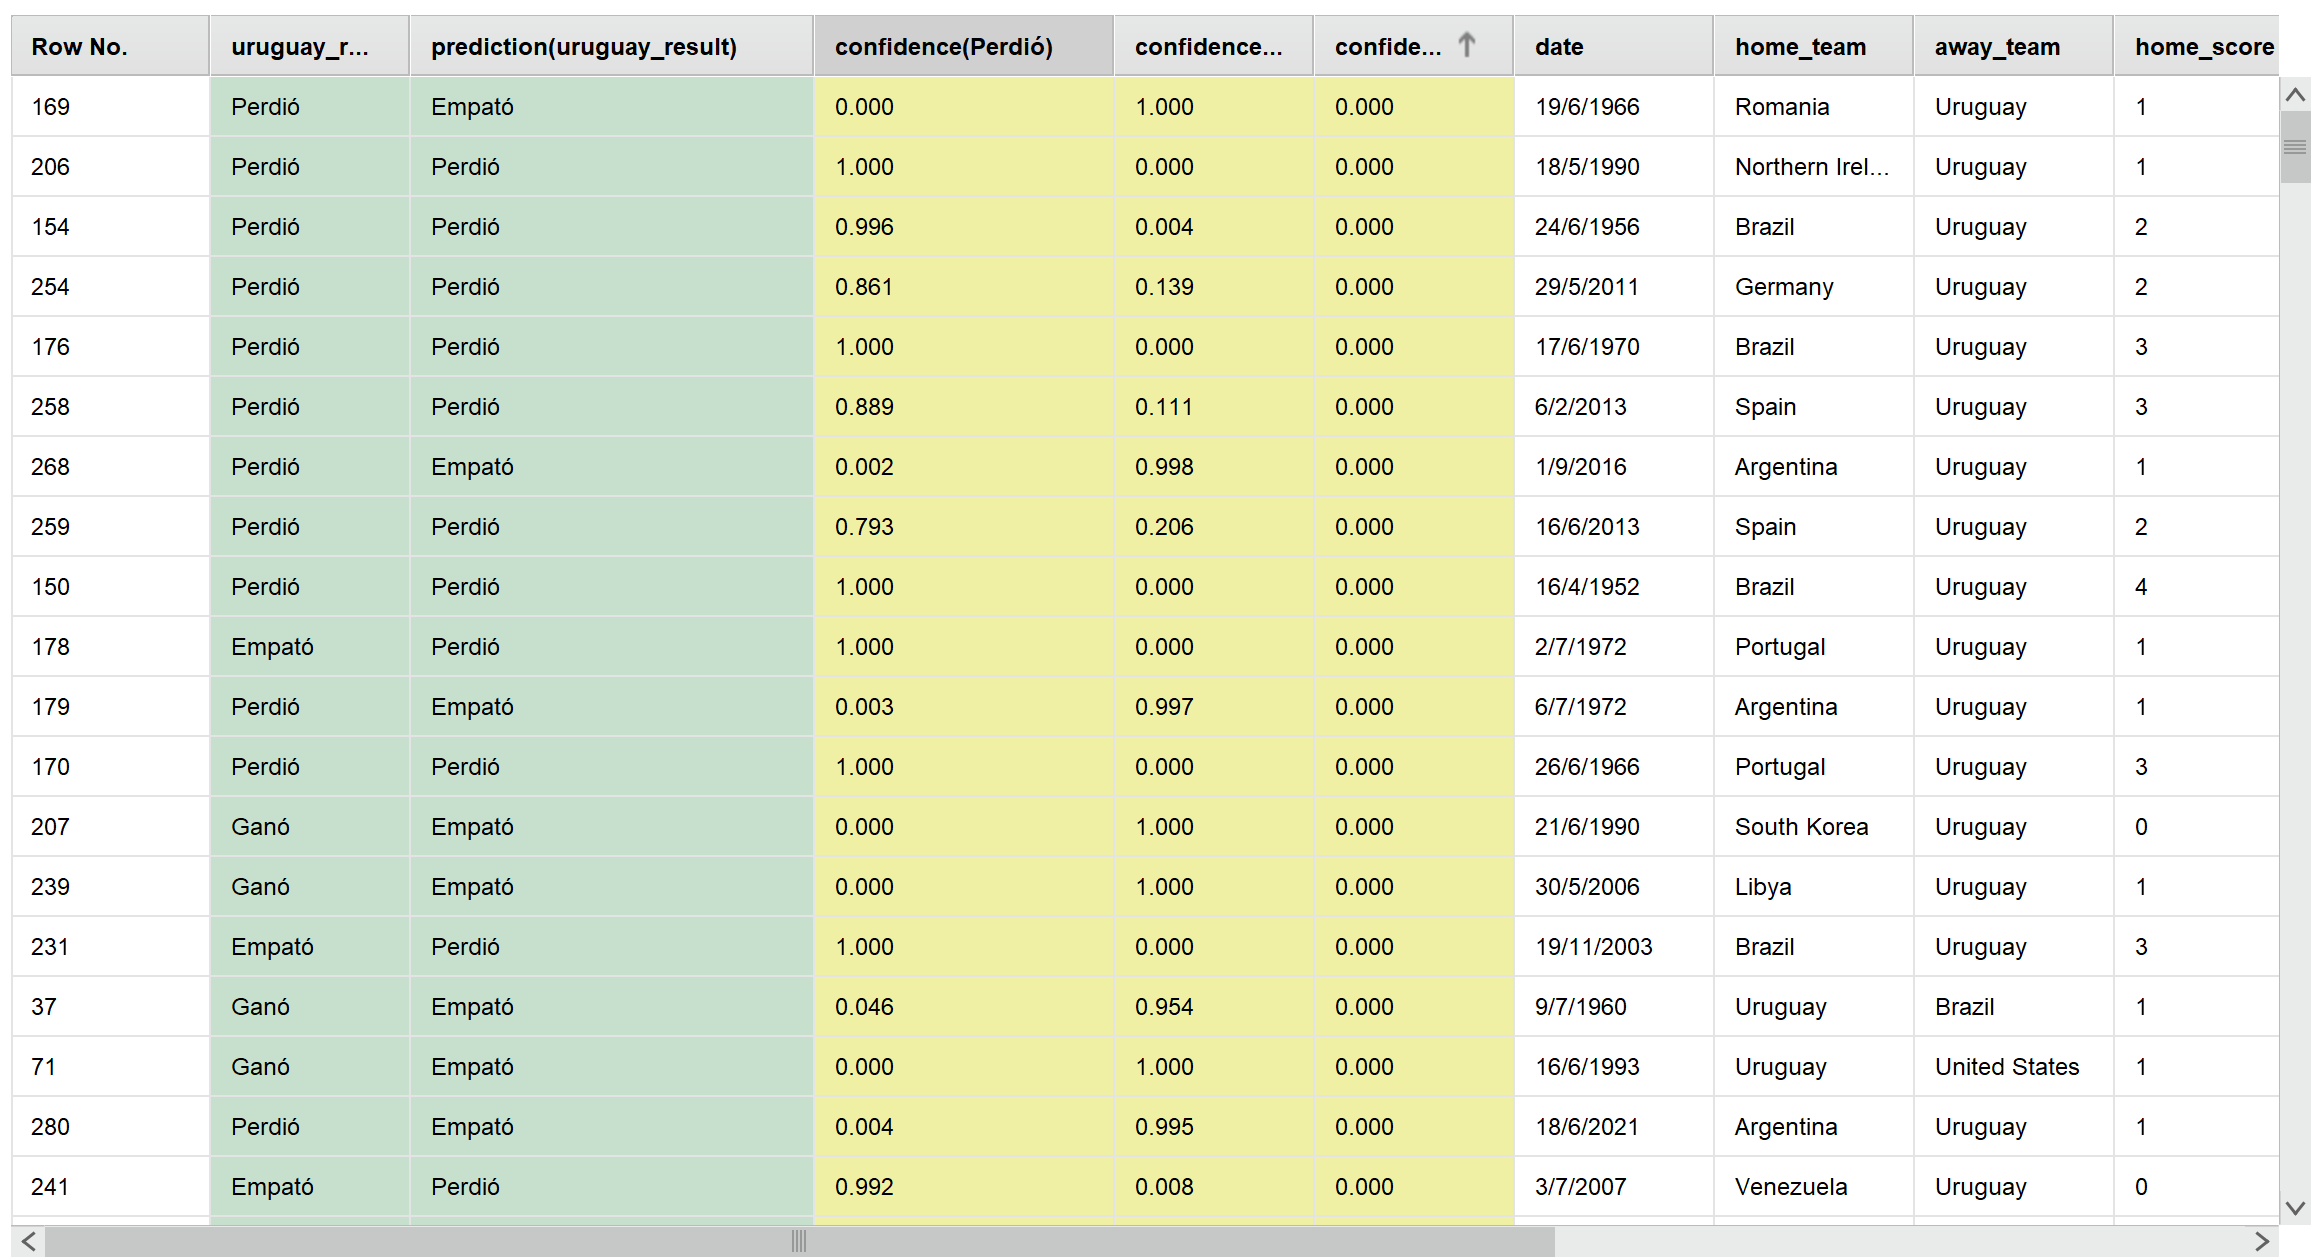 Row No. uruguay_r... prediction(uruguay_result) confidence(Perdió) confidence... confide... date home_team away_team home_score
169 Perdió Empató 0.000 1.000 0.000 19/6/1966 Romania Uruguay 1
206 Perdió Perdió 1.000 0.000 0.000 18/5/1990 Northern Irel... Uruguay 1
154 Perdió Perdió 0.996 0.004 0.000 24/6/1956 Brazil Uruguay 2
254 Perdió Perdió 0.861 0.139 0.000 29/5/2011 Germany Uruguay 2
176 Perdió Perdió 1.000 0.000 0.000 17/6/1970 Brazil Uruguay 3
258 Perdió Perdió 0.889 0.111 0.000 6/2/2013 Spain Uruguay 3
268 Perdió Empató 0.002 0.998 0.000 1/9/2016 Argentina Uruguay 1
259 Perdió Perdió 0.793 0.206 0.000 16/6/2013 Spain Uruguay 2
150 Perdió Perdió 1.000 0.000 0.000 16/4/1952 Brazil Uruguay 4
178 Empató Perdió 1.000 0.000 0.000 2/7/1972 Portugal Uruguay 1
179 Perdió Empató 0.003 0.997 0.000 6/7/1972 Argentina Uruguay 1
170 Perdió Perdió 1.000 0.000 0.000 26/6/1966 Portugal Uruguay 3
207 Ganó Empató 0.000 1.000 0.000 21/6/1990 South Korea Uruguay 0
239 Ganó Empató 0.000 1.000 0.000 30/5/2006 Libya Uruguay 1
231 Empató Perdió 1.000 0.000 0.000 19/11/2003 Brazil Uruguay 3
37 Ganó Empató 0.046 0.954 0.000 9/7/1960 Uruguay Brazil 1
71 Ganó Empató 0.000 1.000 0.000 16/6/1993 Uruguay United States 1
280 Perdió Empató 0.004 0.995 0.000 18/6/2021 Argentina Uruguay 1
241 Empató Perdió 0.992 0.008 0.000 3/7/2007 Venezuela Uruguay 0